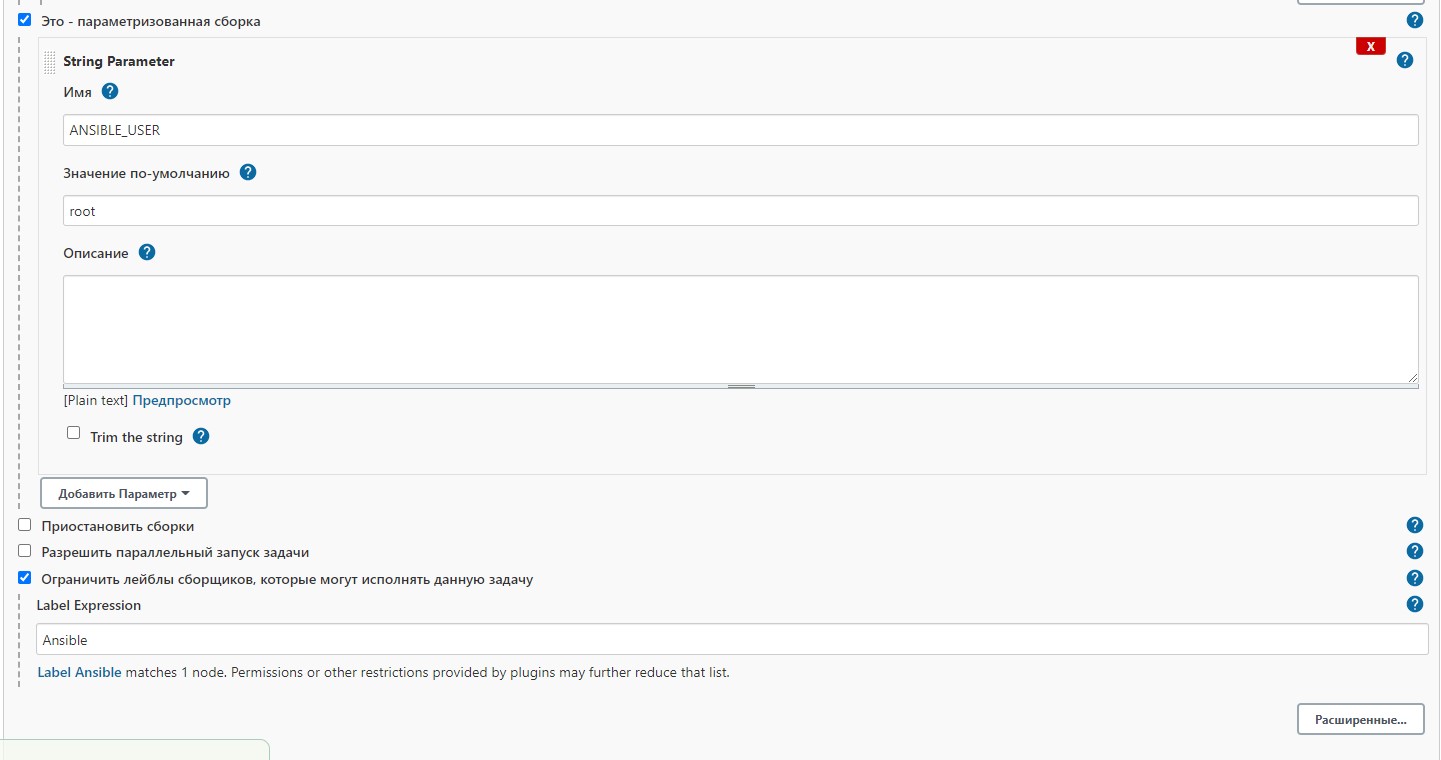 Это - параметризованная сборка
?
X
String Parameter
?
Имя ?
ANSIBLE_USER
Значение по-умолчанию ?
root
Описание ?
[Plain text] Предпросмотр
Trim the string ?
Добавить Параметр
Приостановить сборки
?
Разрешить параллельный запуск задачи
?
Ограничить лейблы сборщиков, которые могут исполнять данную задачу
?
Label Expression
?
Ansible
Label Ansible matches 1 node. Permissions or other restrictions provided by plugins may further reduce that list.
Расширенные...